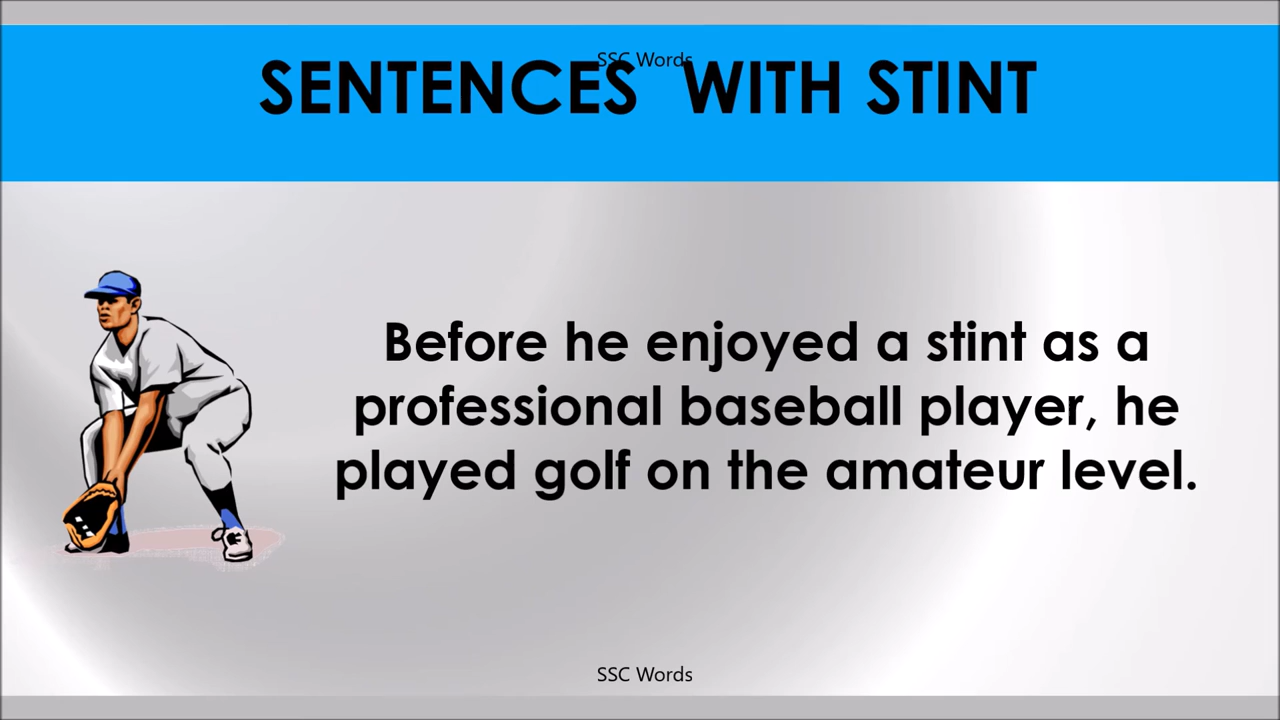 SSC Words
SENTENCES WITH STINT
Before he enjoyed a stint as a
professional baseball player, he
played golf on the amateur level.
SSC Words